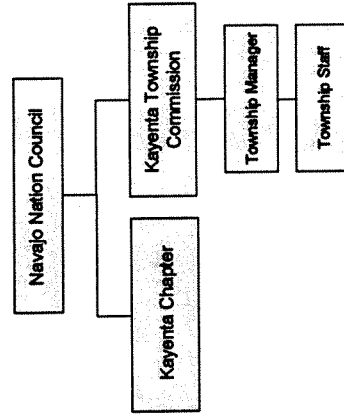 Navajo Nation Council
Kayenta Chapter
Kayenta Township
Commission
Township Manager
Township Staff